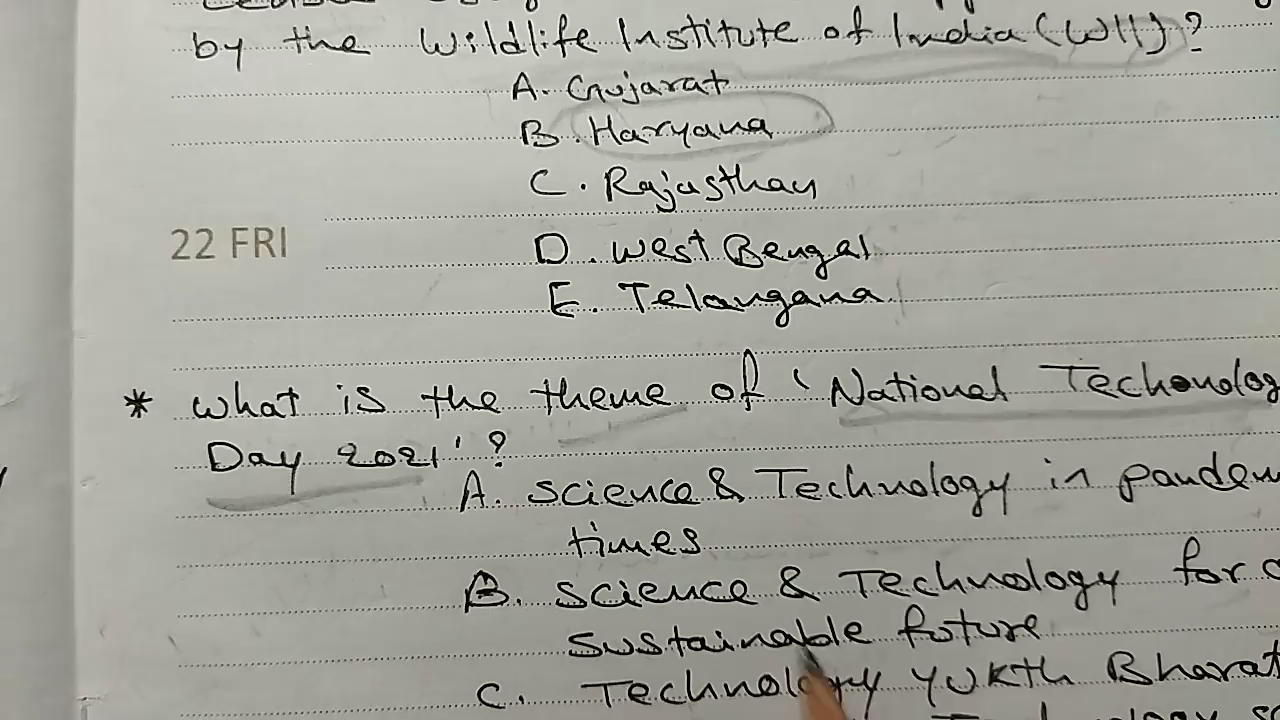 by the Wildlife Institute of India (WII)?
A. Gujarat
B. Haryana
C. Rajasthan
22 FRI
D. West Bengal
E. Telangana
* What is the theme of 'National Techonolog
Day 2021'?
A. Science & Technology in pandem
times
B. Science & Technology for a
sustainable future
C. Technology Yukth Bharat